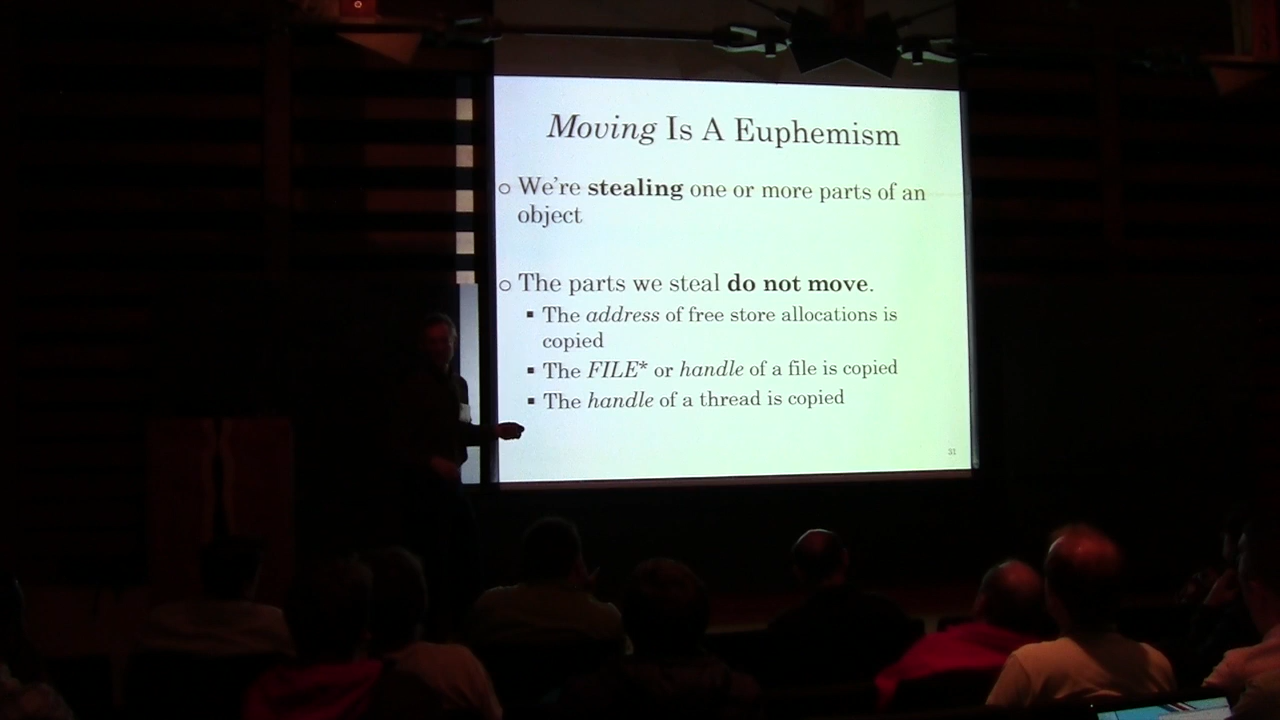 Moving Is A Euphemism
We're stealing one or more parts of an
object
The parts we steal do not move.
The address of free store allocations is
copied
The FILE* or handle of a file is copied
The handle of a thread is copied
31